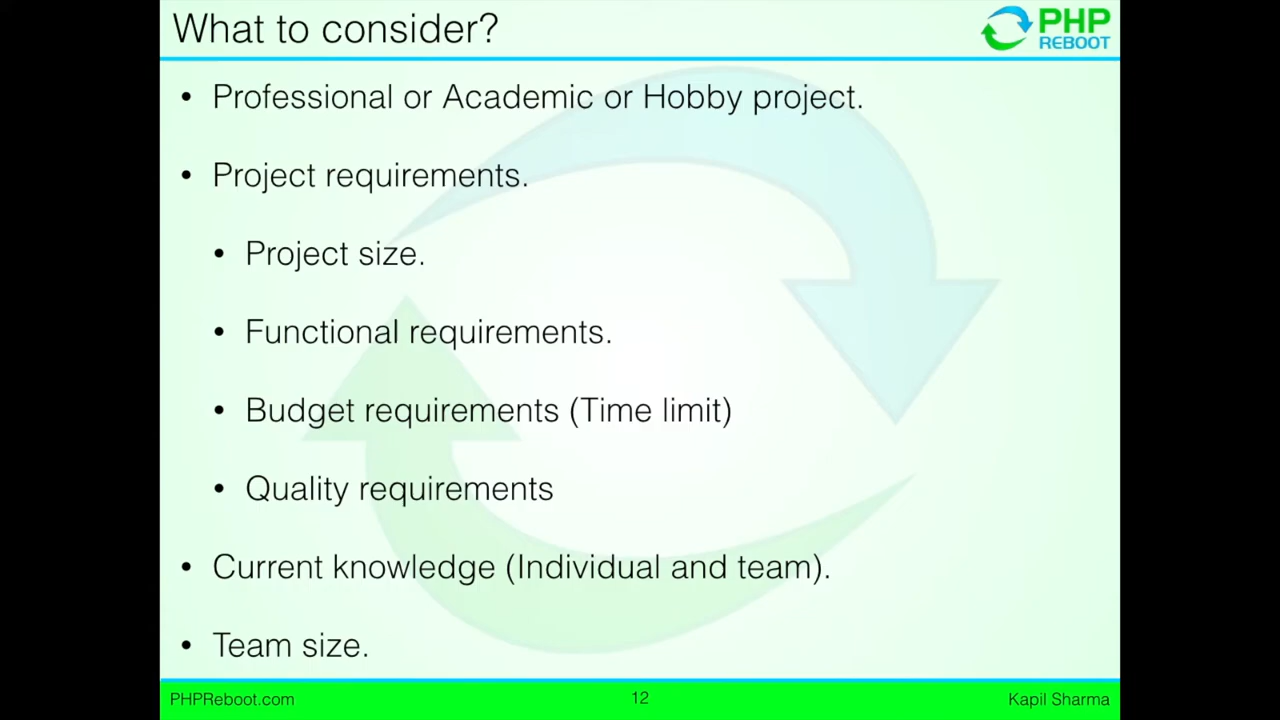 What to consider?
PHP
REBOOT
• Professional or Academic or Hobby project.
• Project requirements.
• Project size.
• Functional requirements.
• Budget requirements (Time limit)
• Quality requirements
• Current knowledge (Individual and team).
• Team size.
PHPReboot.com
12
Kapil Sharma